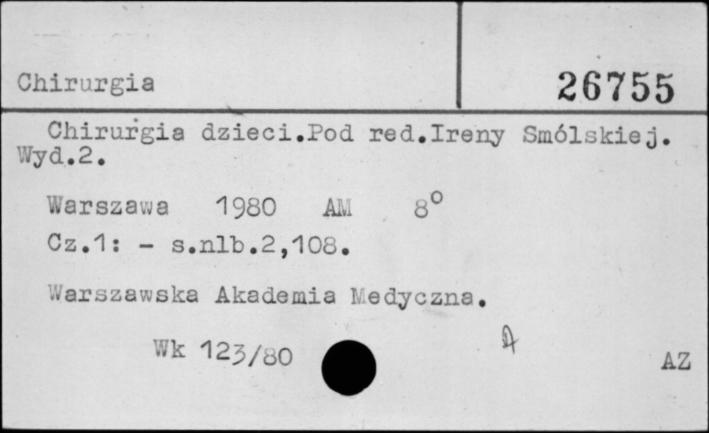 Chirurgia
26755
Chirurgia dzieci.Pod red.Ireny Smólskiej.
Wyd.2.
Warszawa 1980 AM 8°
Cz.1: - s.nlb.2,108.
Warszawska Akademia Medyczna.
Wk 123/80
AZ